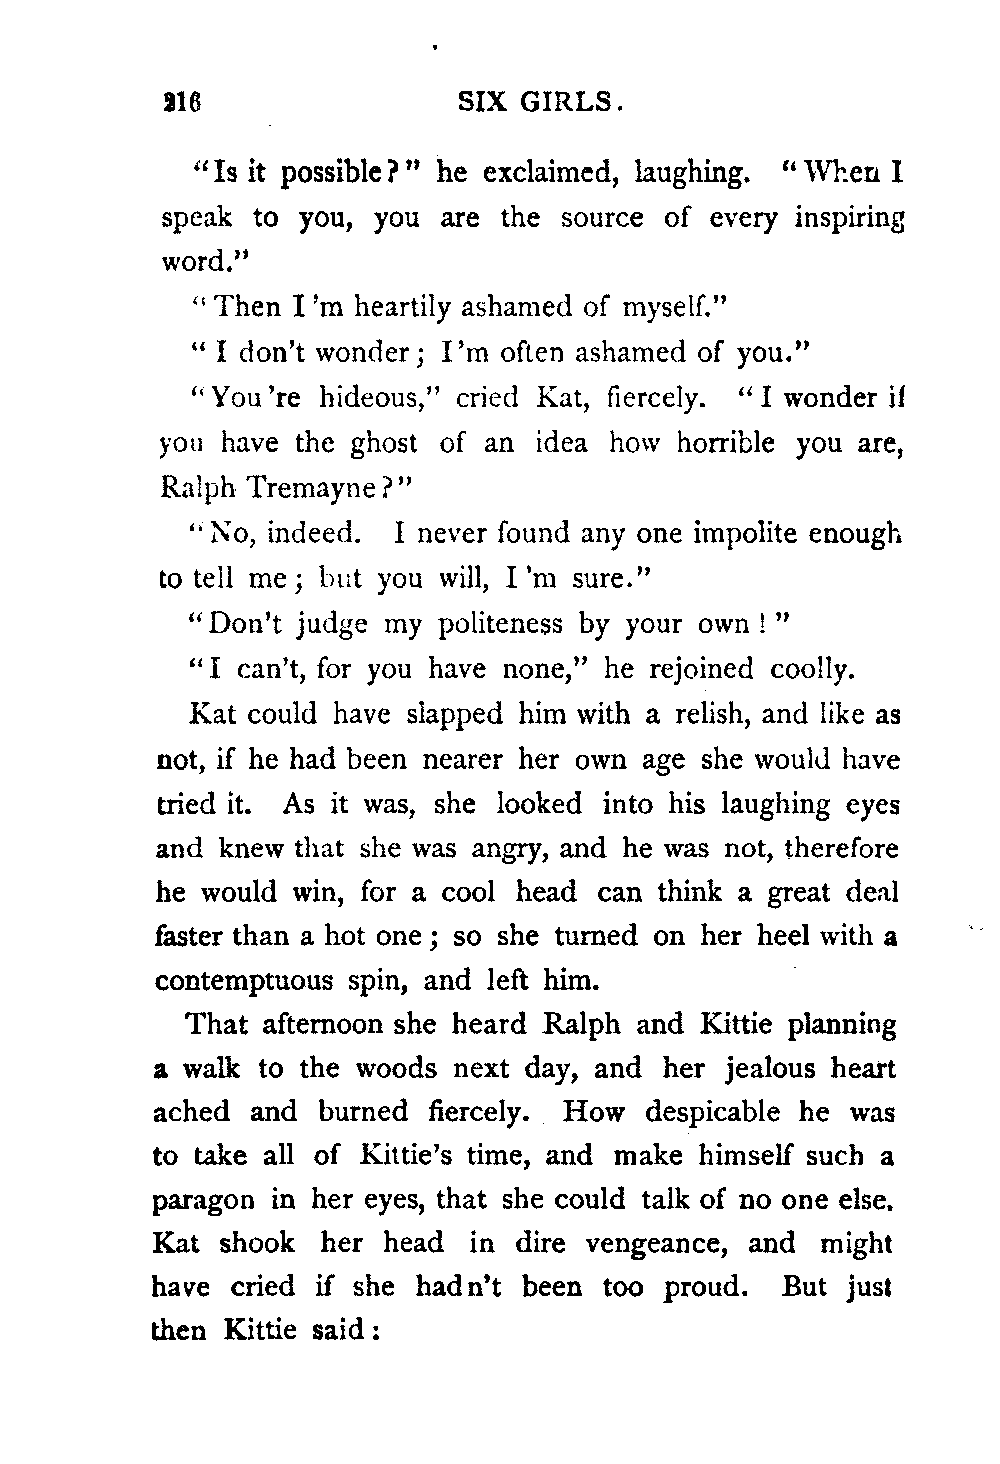 216 SIX GIRLS.
“Is it possible?” he exclaimed, laughing. “When I
speak to you, you are the source of every inspiring
word.”
“Then I’m heartily ashamed of myself.”
“I don’t wonder; I’m often ashamed of you.”
“You’re hideous,” cried Kat, fiercely. “I wonder if
you have the ghost of an idea how horrible you are,
Ralph Tremayne?”
“No, indeed. I never found any one impolite enough
to tell me; but you will, I’m sure.”
“Don’t judge my politeness by your own!”
“I can’t, for you have none,” he rejoined coolly.
Kat could have slapped him with a relish, and like as
not, if he had been nearer her own age she would have
tried it. As it was, she looked into his laughing eyes
and knew that she was angry, and he was not, therefore
he would win, for a cool head can think a great deal
faster than a hot one; so she turned on her heel with a
contemptuous spin, and left him.
That afternoon she heard Ralph and Kittie planning
a walk to the woods next day, and her jealous heart
ached and burned fiercely. How despicable he was
to take all of Kittie’s time, and make himself such a
paragon in her eyes, that she could talk of no one else.
Kat shook her head in dire vengeance, and might
have cried if she hadn’t been too proud. But just
then Kittie said: